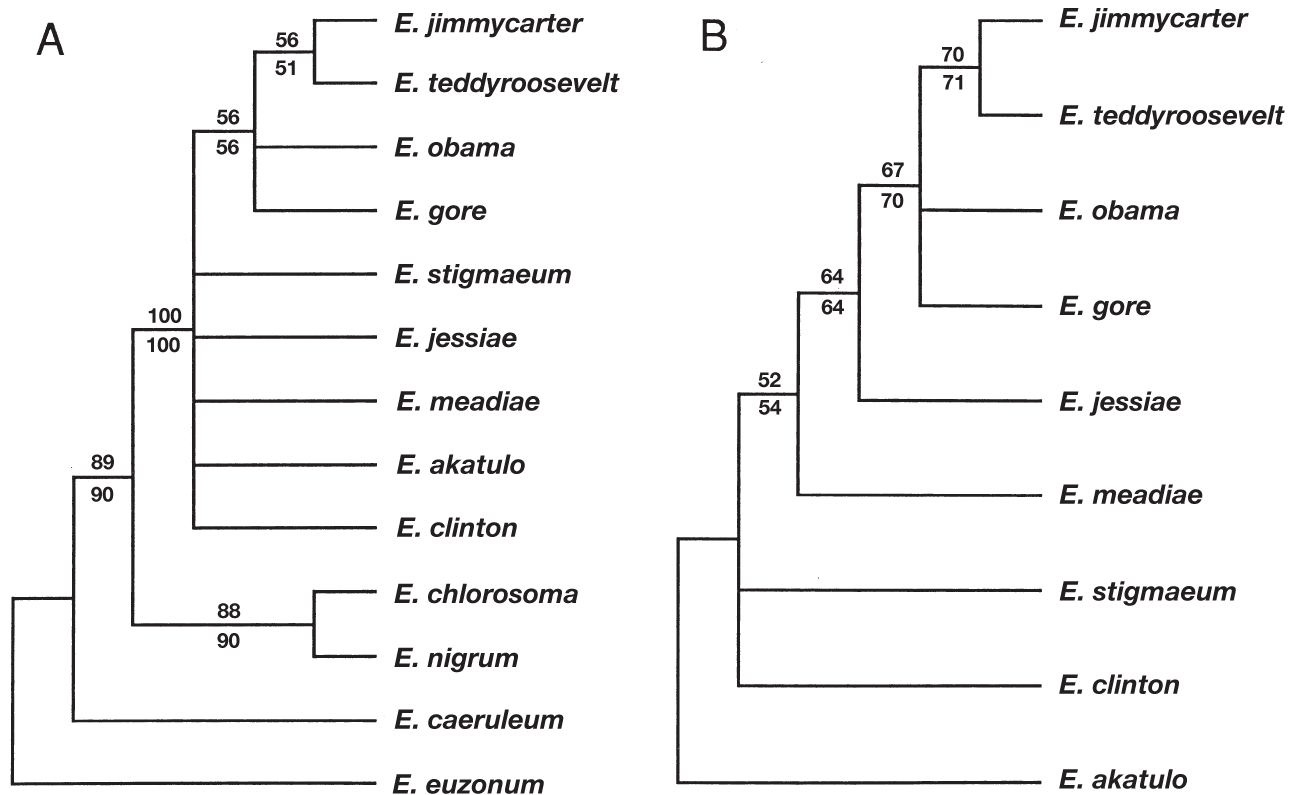 A
56
51
E. jimmycarter
E. teddyroosevelt
56
56
E. obama
E. gore
E. stigmaeum
100
100
E. jessiae
E. meadiae
89
90
E. akatulo
E. clinton
88
90
E. chlorosoma
E. nigrum
E. caeruleum
E. euzonum
B
70
71
E. jimmycarter
E. teddyroosevelt
67
70
E. obama
64
64
E. gore
52
54
E. jessiae
E. meadiae
E. stigmaeum
E. clinton
E. akatulo